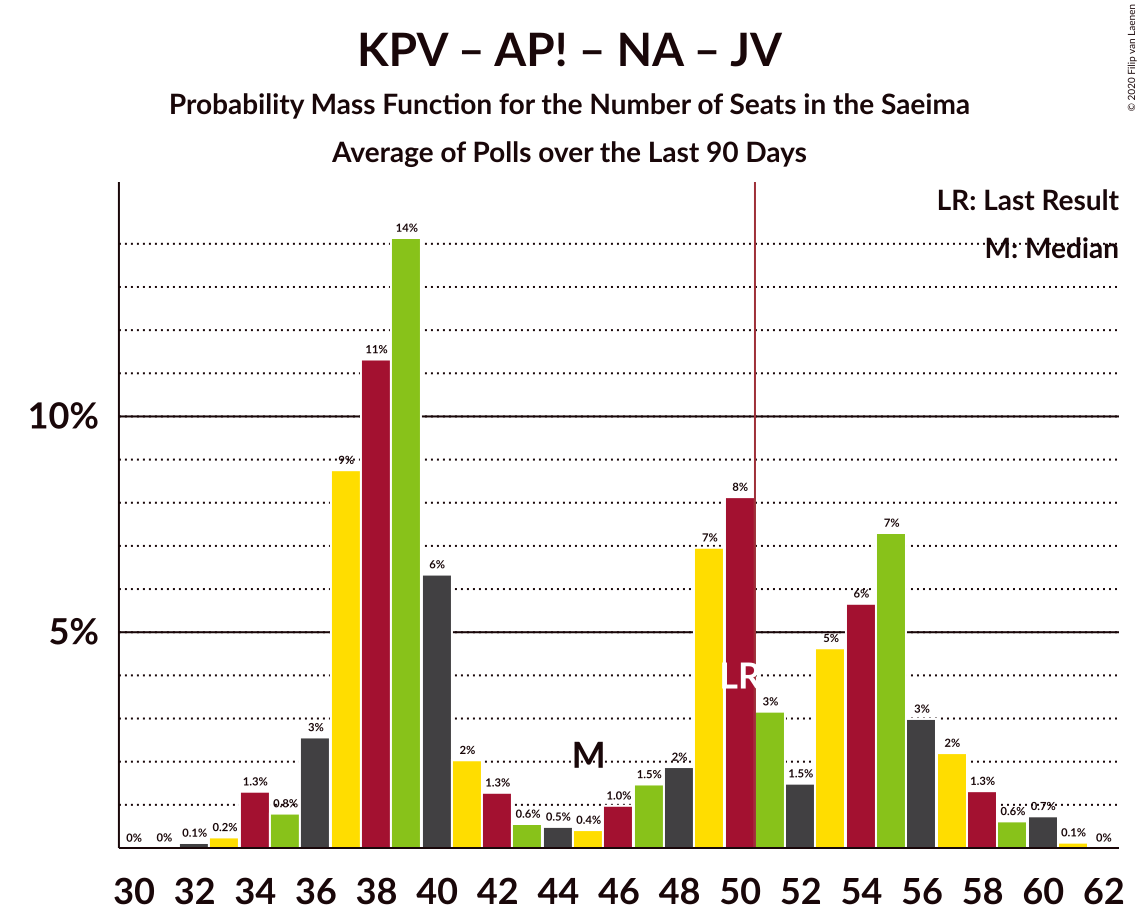 KPV – AP! – NA – JV
Probability Mass Function for the Number of Seats in the Saeima
Average of Polls over the Last 90 Days
© 2020 Filip van Laenen
LR: Last Result
M: Median
10%
5%
0% 0% 0.1% 0.2% 1.3% 0.8% 3% 9% 11% 14% 6% 2% 1.3% 0.6% 0.5% 0.4% 1.0% 1.5% 2% 7% 8% 3% 1.5% 5% 6% 7% 3% 2% 1.3% 0.6% 0.7% 0.1% 0%
M
LR
30 32 34 36 38 40 42 44 46 48 50 52 54 56 58 60 62